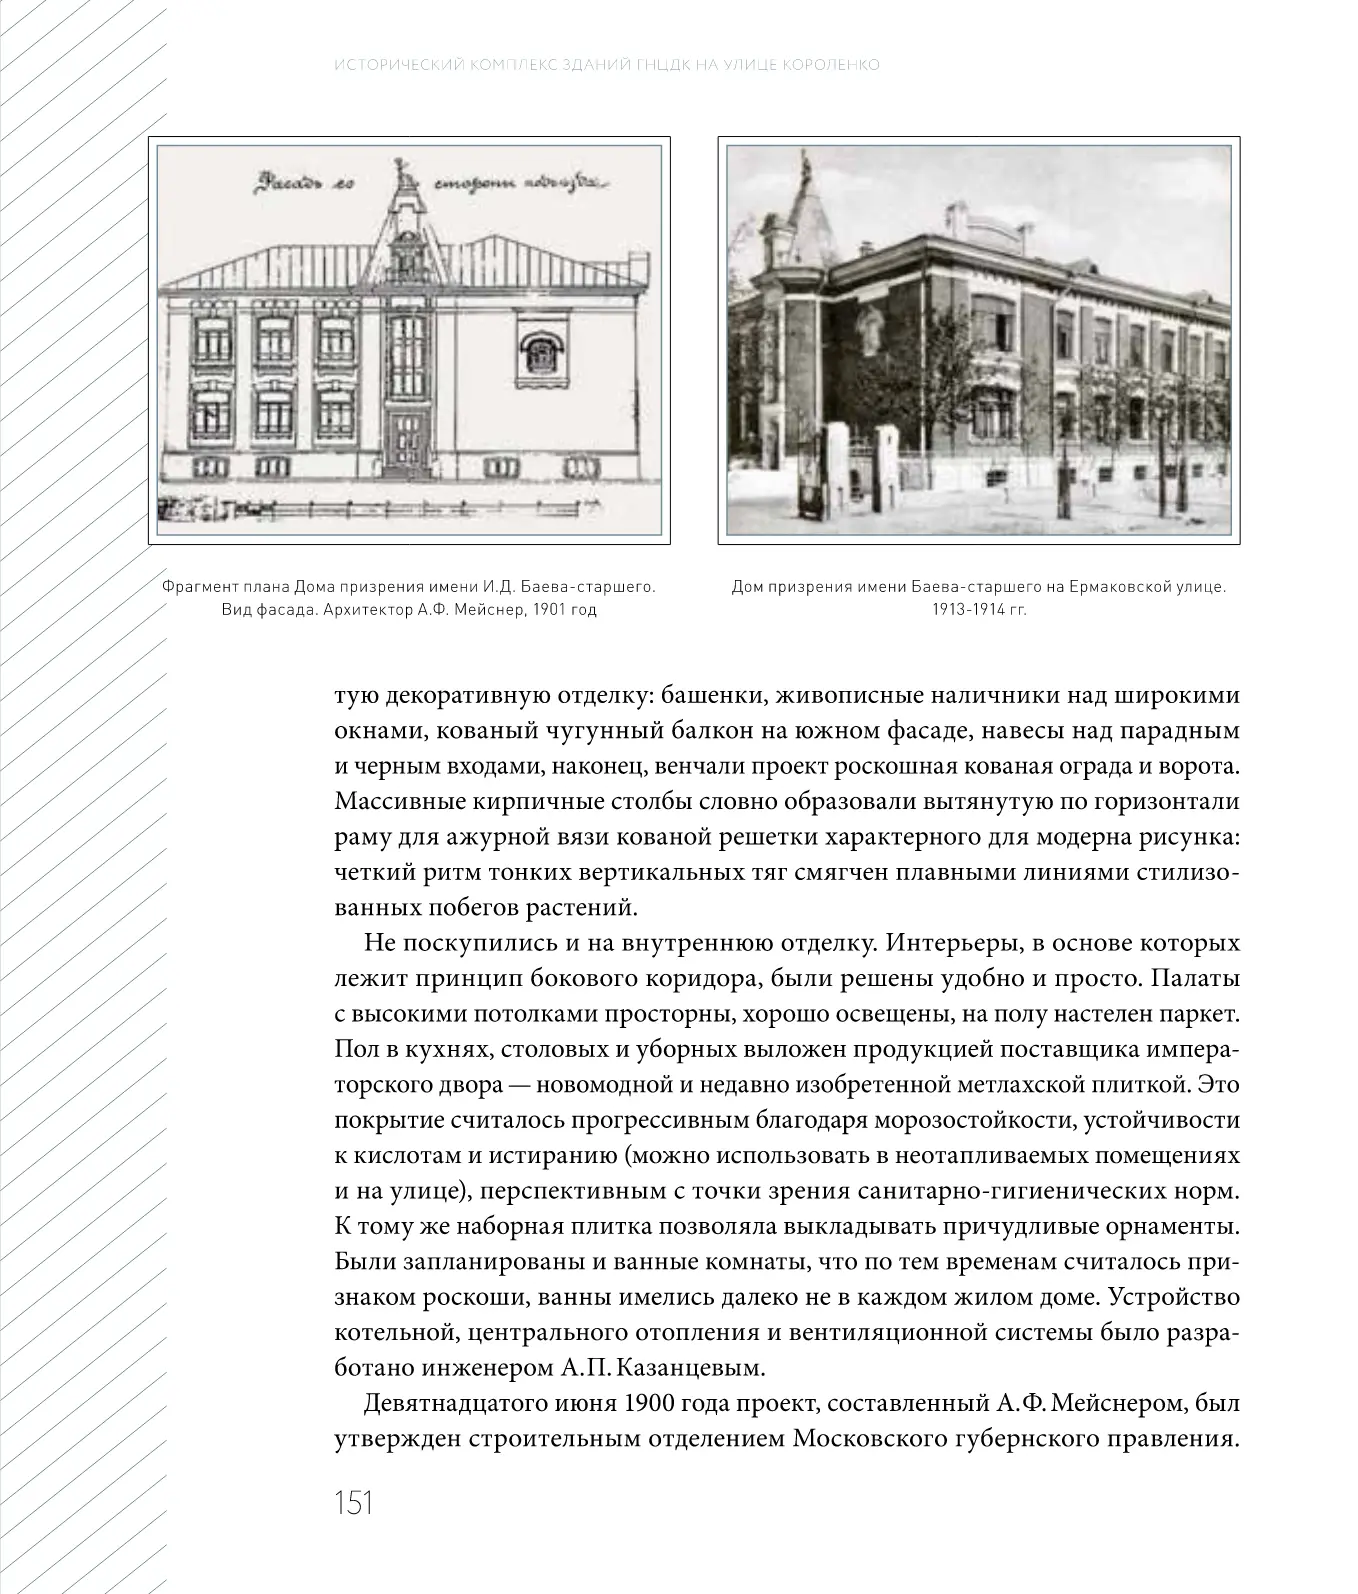 ИСТОРИЧЕСКИЙ КОМПЛЕКС ЗДАНИЙ ГНЦДК НА УЛИЦЕ КОРОЛЕНКО
Фасадъ со стороны подъѣзда
Фрагмент плана Дома призрения имени И.Д. Баева-старшего.
Вид фасада. Архитектор А.Ф. Мейснер, 1901 год
Дом призрения имени Баева-старшего на Ермаковской улице.
1913-1914 гг.
тую декоративную отделку: башенки, живописные наличники над широкими
окнами, кованый чугунный балкон на южном фасаде, навесы над парадным
и черным входами, наконец, венчали проект роскошная кованая ограда и ворота.
Массивные кирпичные столбы словно образовали вытянутую по горизонтали
раму для ажурной вязи кованой решетки характерного для модерна рисунка:
четкий ритм тонких вертикальных тяг смягчен плавными линиями стилизо-
ванных побегов растений.
Не поскупились и на внутреннюю отделку. Интерьеры, в основе которых
лежит принцип бокового коридора, были решены удобно и просто. Палаты
с высокими потолками просторны, хорошо освещены, на полу настелен паркет.
Пол в кухнях, столовых и уборных выложен продукцией поставщика импера-
торского двора — новомодной и недавно изобретенной метлахской плиткой. Это
покрытие считалось прогрессивным благодаря морозостойкости, устойчивости
к кислотам и истиранию (можно использовать в неотапливаемых помещениях
и на улице), перспективным с точки зрения санитарно-гигиенических норм.
К тому же наборная плитка позволяла выкладывать причудливые орнаменты.
Были запланированы и ванные комнаты, что по тем временам считалось при-
знаком роскоши, ванны имелись далеко не в каждом жилом доме. Устройство
котельной, центрального отопления и вентиляционной системы было разра-
ботано инженером А.П. Казанцевым.
Девятнадцатого июня 1900 года проект, составленный А.Ф. Мейснером, был
утвержден строительным отделением Московского губернского правления.
151